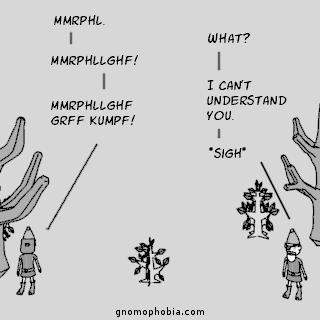 MMRPHL.
MMRPHLLGHF!
MMRPHLLGHF
GRFF KUMPF!
WHAT?
I CAN'T
UNDERSTAND
YOU.
*SIGH*
gnomophobia.com